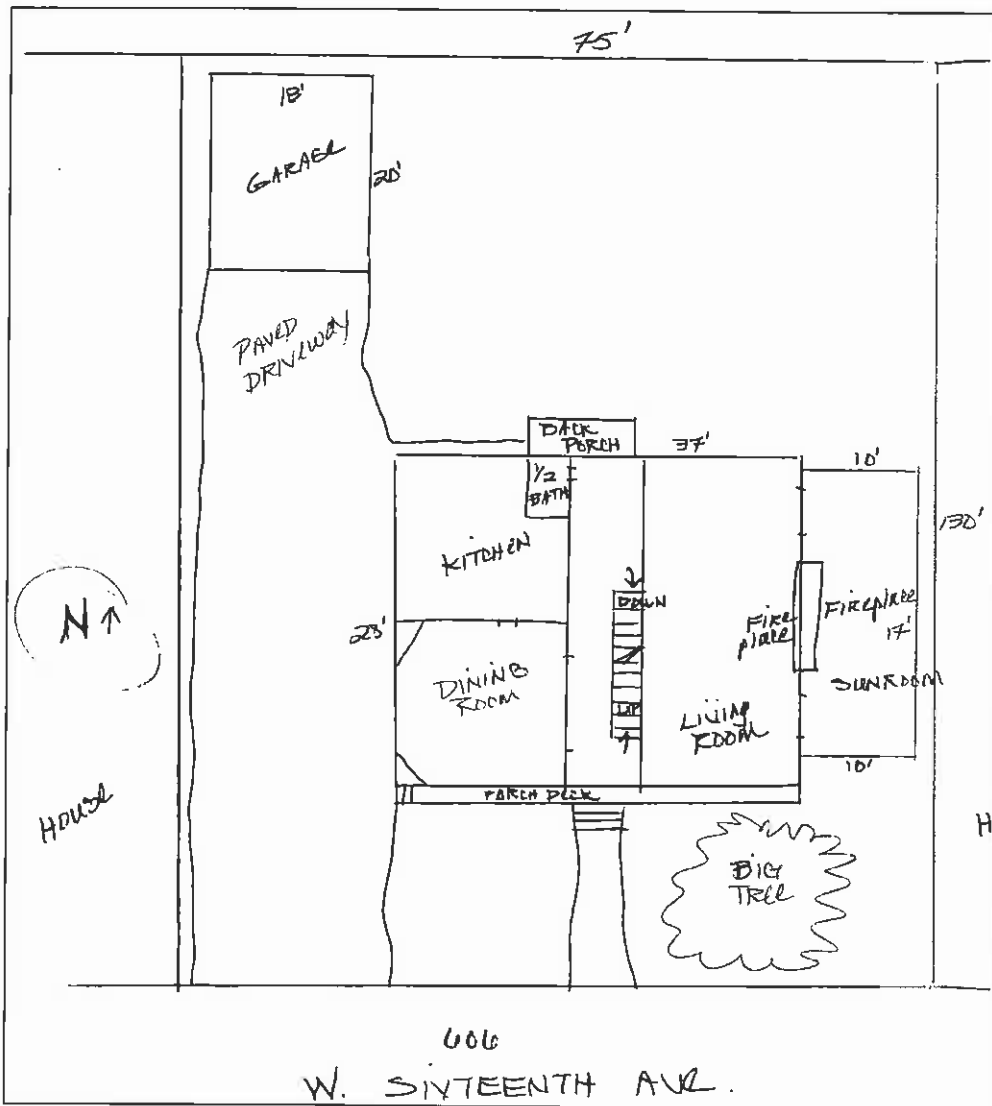 75'
18'
GARAGE
20'
PAVED
DRIVEWAY
BACK
PORCH
37'
1/2
BATH
10'
130'
KITCHEN
N
DOWN
FIRE
PLACE
FIREPLACE
17'
28'
DINING
ROOM
SUNROOM
UP
LIVING
ROOM
10'
HOUSE
PORCH DECK
H
BIG
TREE
606
W. SIXTEENTH AVE.